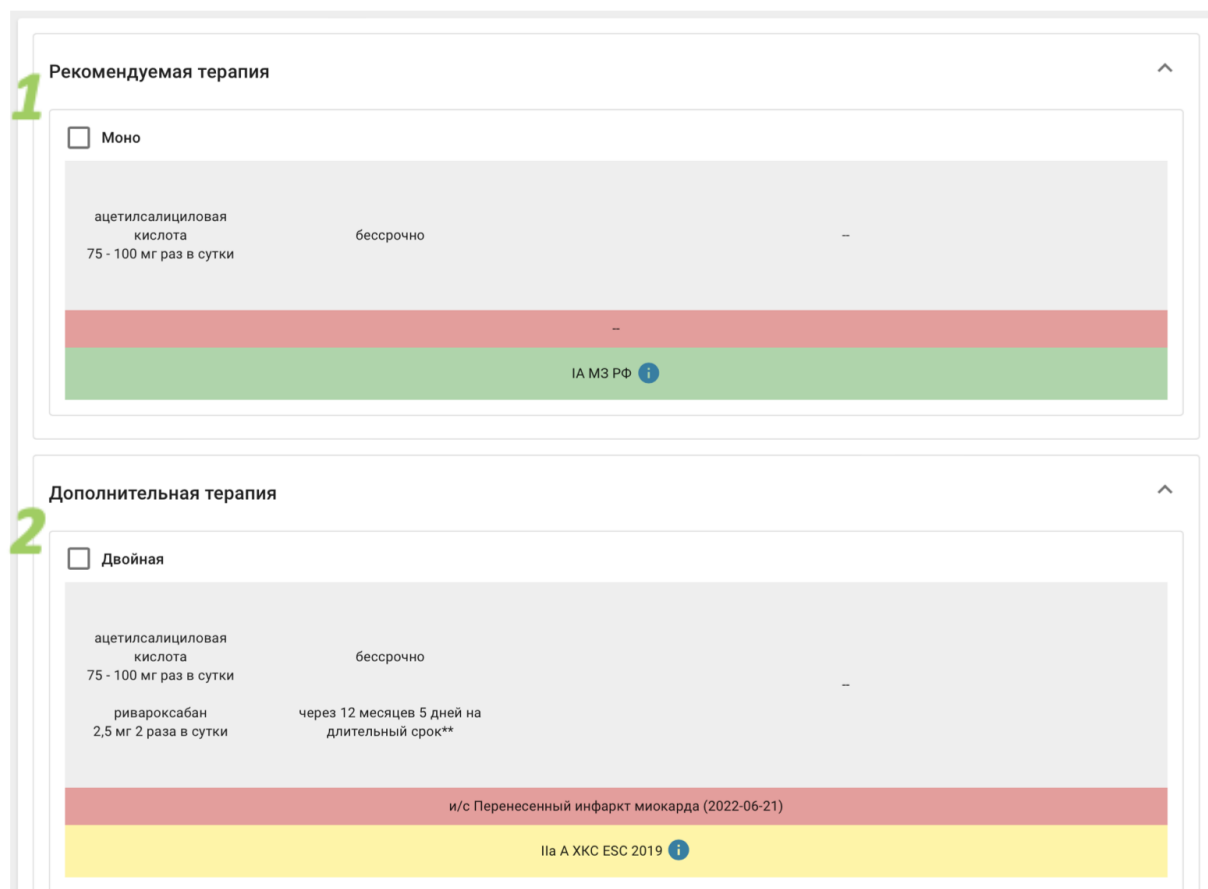 Рекомендуемая терапия
1
Моно
ацетилсалициловая
кислота
75 - 100 мг раз в сутки
бессрочно
--
--
IA МЗ РФ i
Дополнительная терапия
2
Двойная
ацетилсалициловая
кислота
75 - 100 мг раз в сутки
бессрочно
--
ривароксабан
2,5 мг 2 раза в сутки
через 12 месяцев 5 дней на
длительный срок**
и/с Перенесенный инфаркт миокарда (2022-06-21)
IIa A ХКС ESC 2019 i